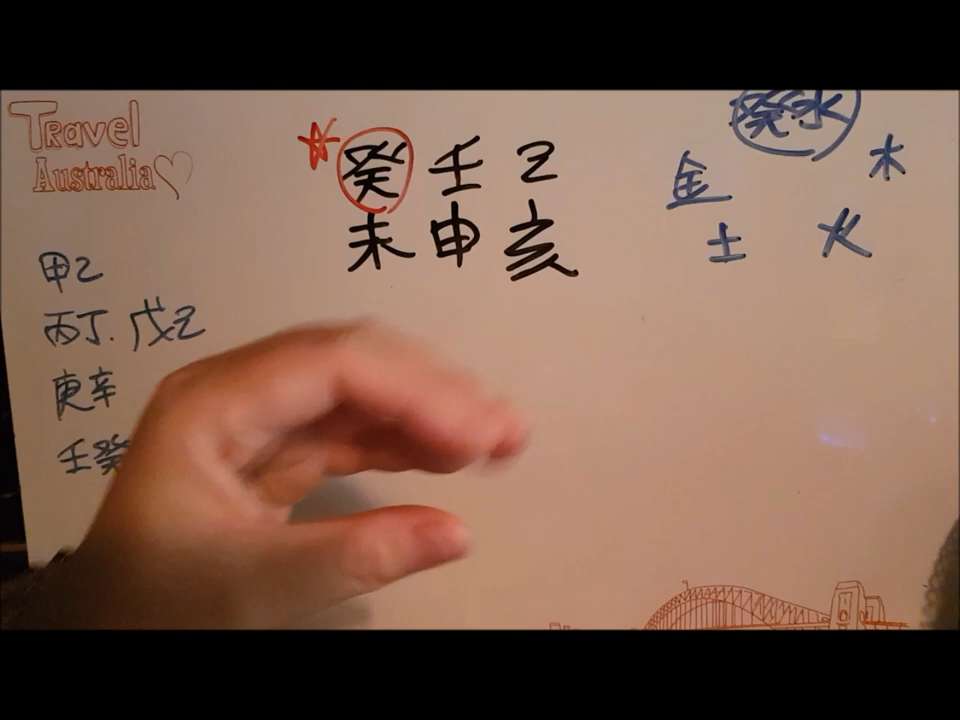 Travel
Australia
癸 壬 乙
未 申 亥
甲乙
丙丁.戊己
庚辛
壬癸
癸水
金 木
土 火